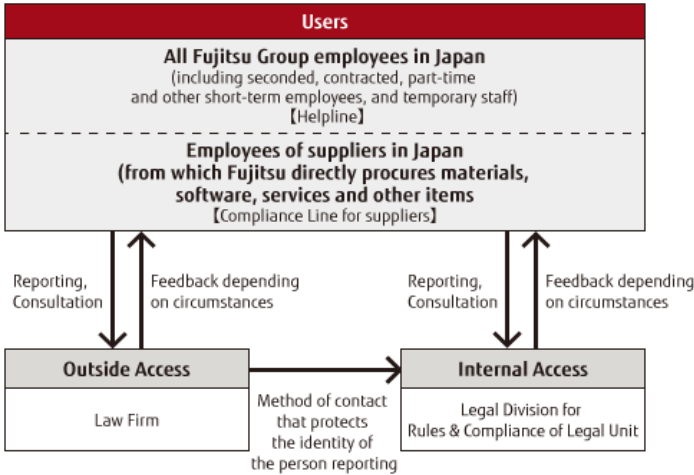 Users
All Fujitsu Group employees in Japan
(including seconded, contracted, part-time
and other short-term employees, and temporary staff)
【Helpline】
Employees of suppliers in Japan
(from which Fujitsu directly procures materials,
software, services and other items
【Compliance Line for suppliers】
Reporting,
Consultation
Feedback depending
on circumstances
Reporting,
Consultation
Feedback depending
on circumstances
Outside Access
Law Firm
Method of contact
that protects
the identity of
the person reporting
Internal Access
Legal Division for
Rules & Compliance of Legal Unit